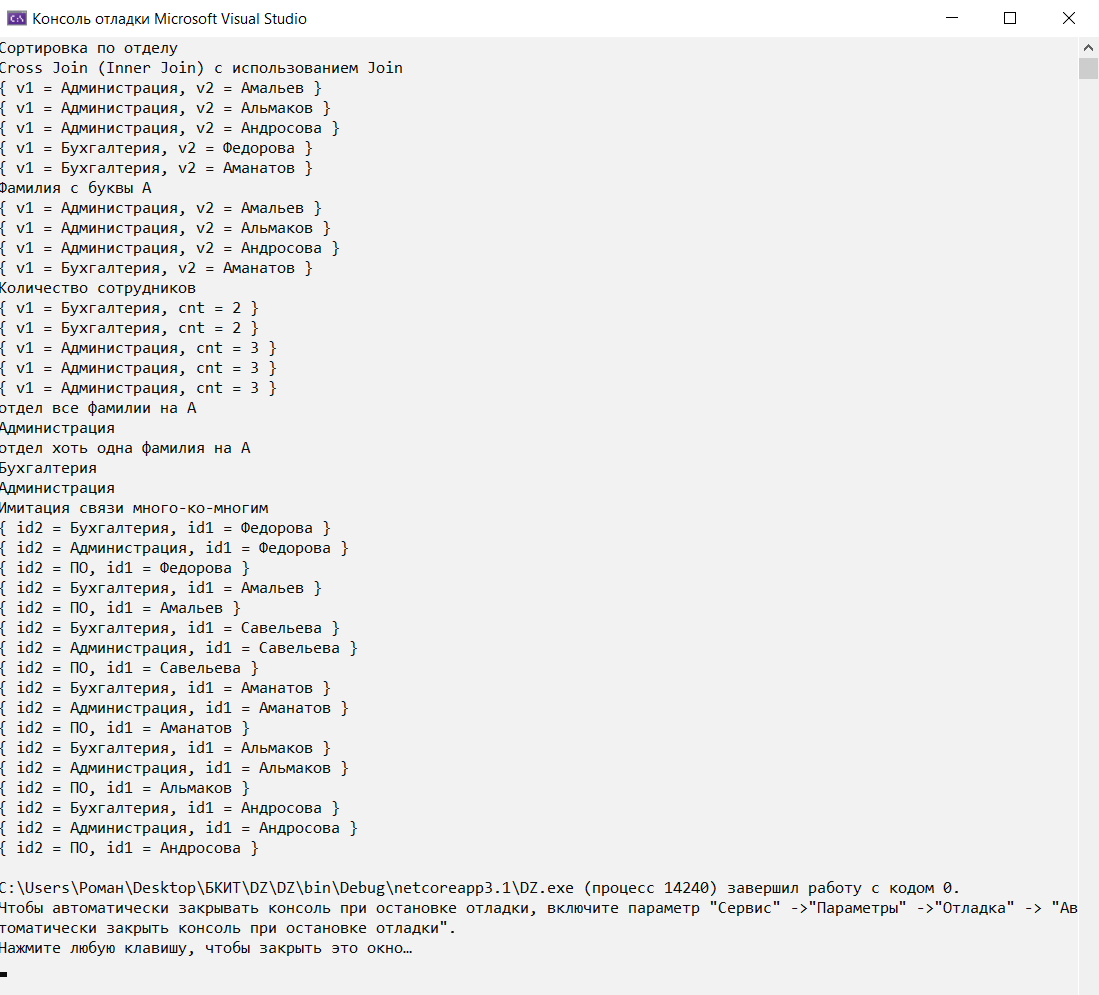 C:\ Консоль отладки Microsoft Visual Studio
Сортировка по отделу
Cross Join (Inner Join) с использованием Join
{ v1 = Администрация, v2 = Амальев }
{ v1 = Администрация, v2 = Альмаков }
{ v1 = Администрация, v2 = Андросова }
{ v1 = Бухгалтерия, v2 = Федорова }
{ v1 = Бухгалтерия, v2 = Аманатов }
Фамилия с буквы А
{ v1 = Администрация, v2 = Амальев }
{ v1 = Администрация, v2 = Альмаков }
{ v1 = Администрация, v2 = Андросова }
{ v1 = Бухгалтерия, v2 = Аманатов }
Количество сотрудников
{ v1 = Бухгалтерия, cnt = 2 }
{ v1 = Бухгалтерия, cnt = 2 }
{ v1 = Администрация, cnt = 3 }
{ v1 = Администрация, cnt = 3 }
{ v1 = Администрация, cnt = 3 }
отдел все фамилии на А
Администрация
отдел хоть одна фамилия на А
Бухгалтерия
Администрация
Имитация связи много-ко-многим
{ id2 = Бухгалтерия, id1 = Федорова }
{ id2 = Администрация, id1 = Федорова }
{ id2 = ПО, id1 = Федорова }
{ id2 = Бухгалтерия, id1 = Амальев }
{ id2 = ПО, id1 = Амальев }
{ id2 = Бухгалтерия, id1 = Савельева }
{ id2 = Администрация, id1 = Савельева }
{ id2 = ПО, id1 = Савельева }
{ id2 = Бухгалтерия, id1 = Аманатов }
{ id2 = Администрация, id1 = Аманатов }
{ id2 = ПО, id1 = Аманатов }
{ id2 = Бухгалтерия, id1 = Альмаков }
{ id2 = Администрация, id1 = Альмаков }
{ id2 = ПО, id1 = Альмаков }
{ id2 = Бухгалтерия, id1 = Андросова }
{ id2 = Администрация, id1 = Андросова }
{ id2 = ПО, id1 = Андросова }
C:\Users\Роман\Desktop\БКИТ\DZ\DZ\bin\Debug\netcoreapp3.1\DZ.exe (процесс 14240) завершил работу с кодом 0.
Чтобы автоматически закрывать консоль при остановке отладки, включите параметр "Сервис" ->"Параметры" ->"Отладка" -> "Ав
томатически закрыть консоль при остановке отладки".
Нажмите любую клавишу, чтобы закрыть это окно…